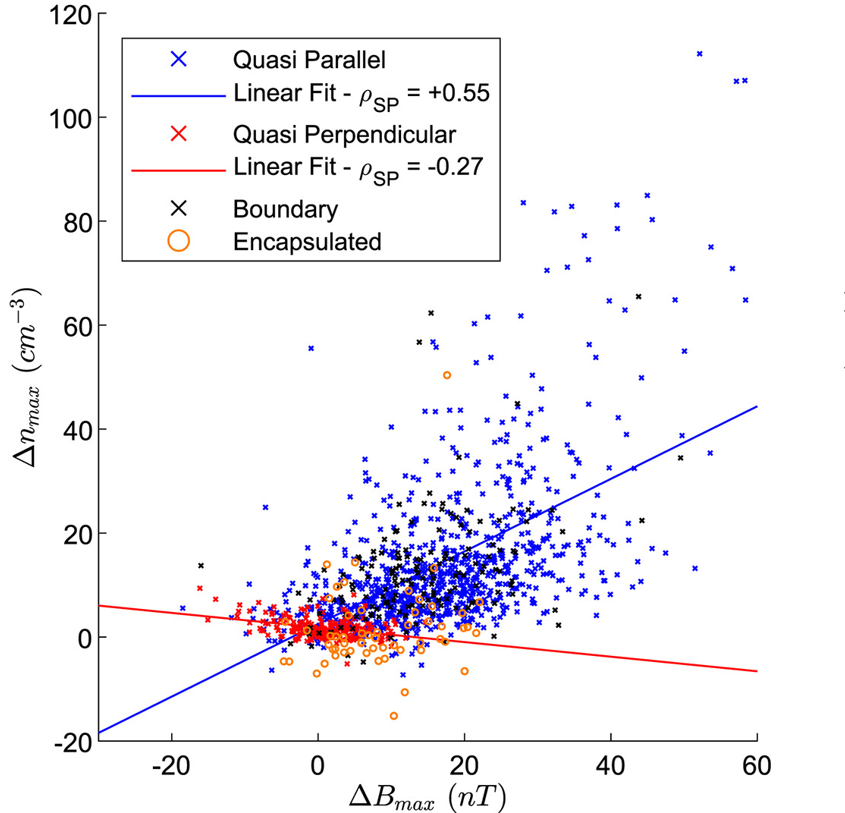 120
100
80
60
40
20
0
-20
-20
0
20
40
60
Δn_max (cm⁻³)
ΔB_max (nT)
Quasi Parallel
Linear Fit - ρ_SP = +0.55
Quasi Perpendicular
Linear Fit - ρ_SP = -0.27
Boundary
Encapsulated